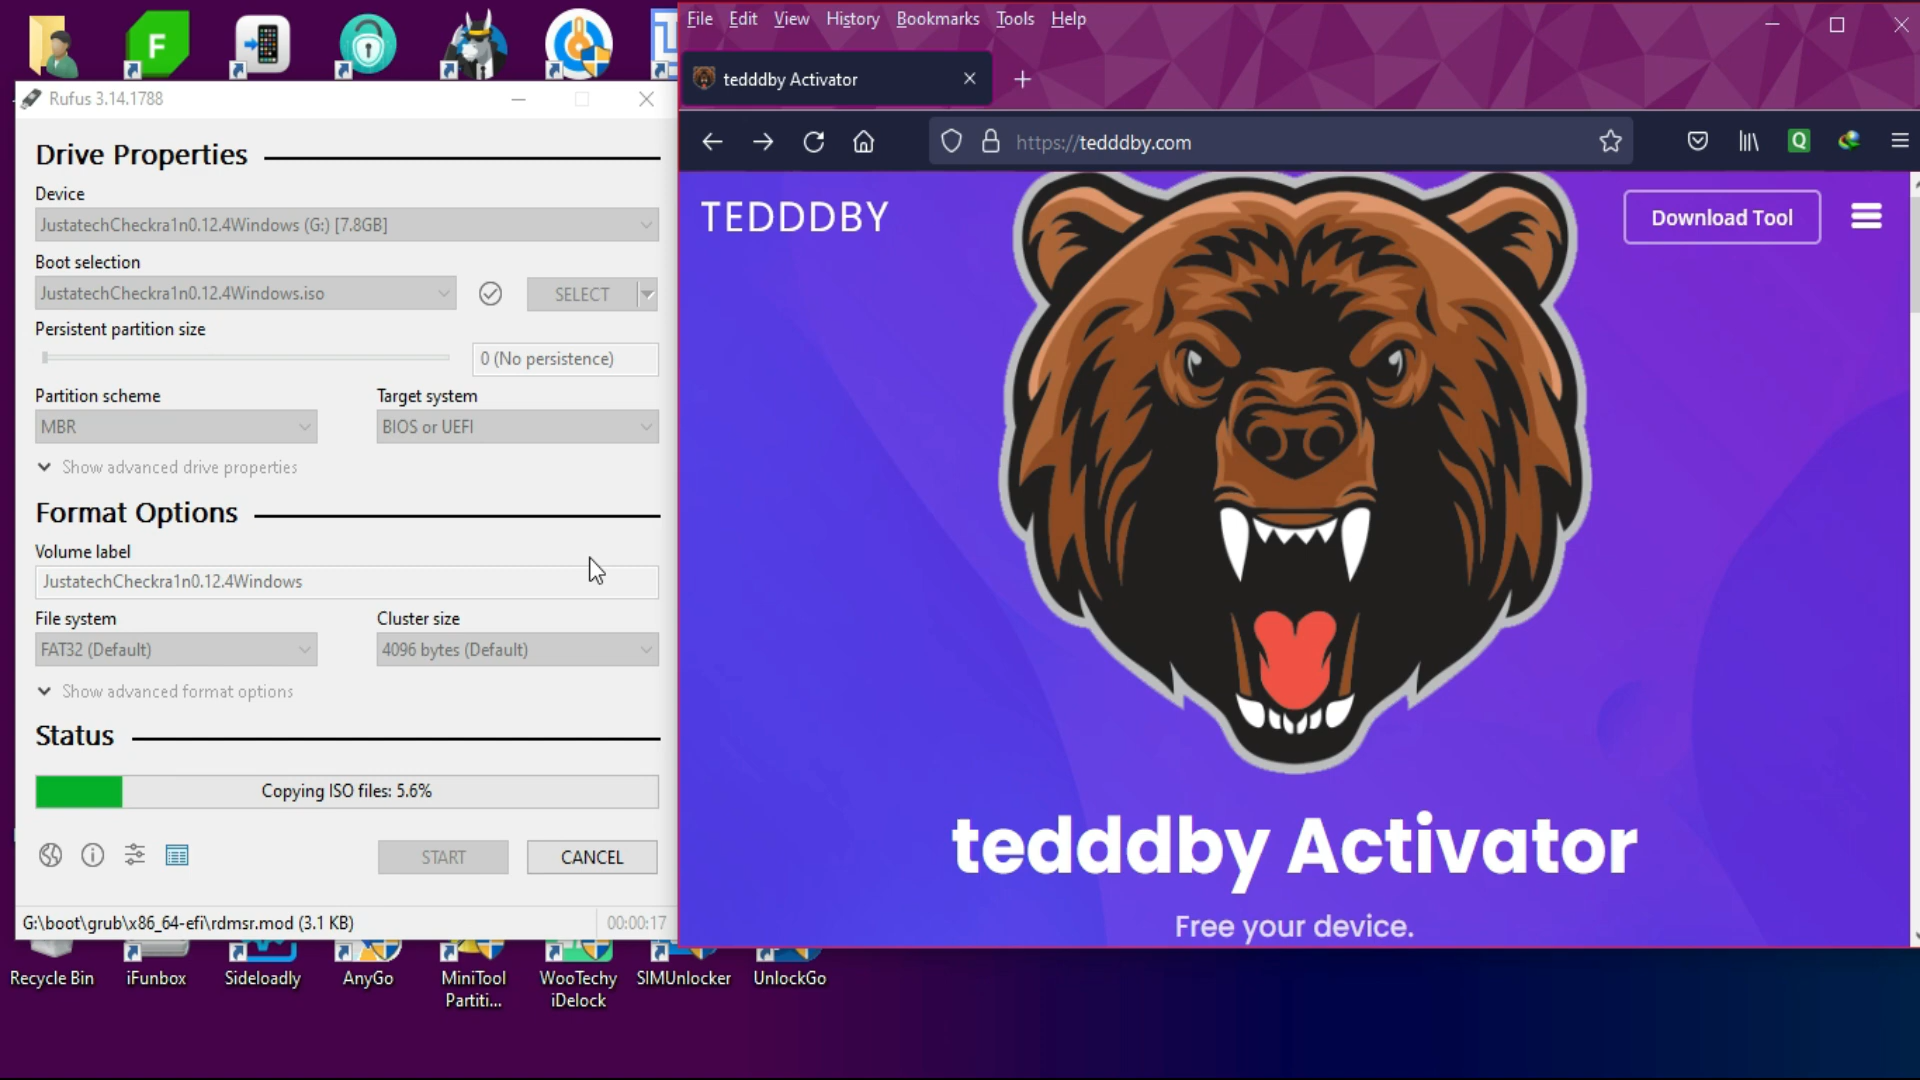 Rufus 3.14.1788
Drive Properties
Device
JustatechCheckra1n0.12.4Windows (G:) [7.8GB]
Boot selection
JustatechCheckra1n0.12.4Windows.iso
SELECT
Persistent partition size
0 (No persistence)
Partition scheme
Target system
MBR
BIOS or UEFI
Show advanced drive properties
Format Options
Volume label
JustatechCheckra1n0.12.4Windows
File system
Cluster size
FAT32 (Default)
4096 bytes (Default)
Show advanced format options
Status
Copying ISO files: 5.6%
START
CANCEL
G:\boot\grub\x86_64-efi\rdmsr.mod (3.1 KB)
00:00:17
File Edit View History Bookmarks Tools Help
tedddby Activator
https://tedddby.com
Q
TEDDDBY
Download Tool
tedddby Activator
Free your device.
F
Recycle Bin
iFunbox
Sideloadly
AnyGo
MiniTool
Partiti...
WooTechy
iDelock
SIMUnlocker
UnlockGo